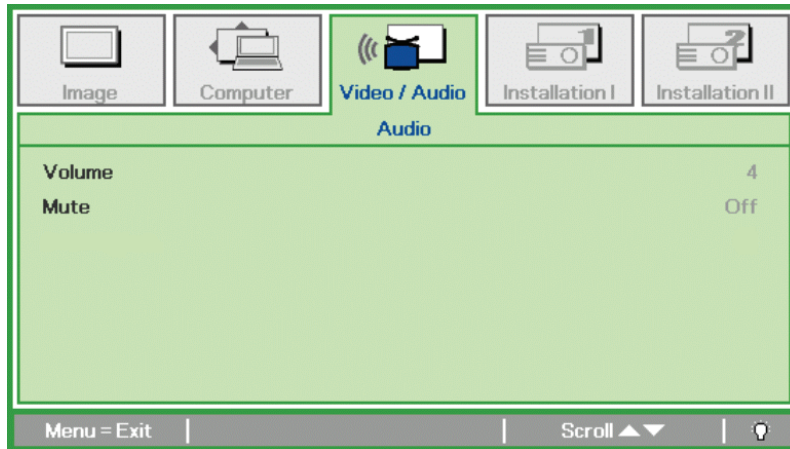 Image Computer Video / Audio Installation I Installation II
Audio
Volume 4
Mute Off
Menu = Exit Scroll ▲▼